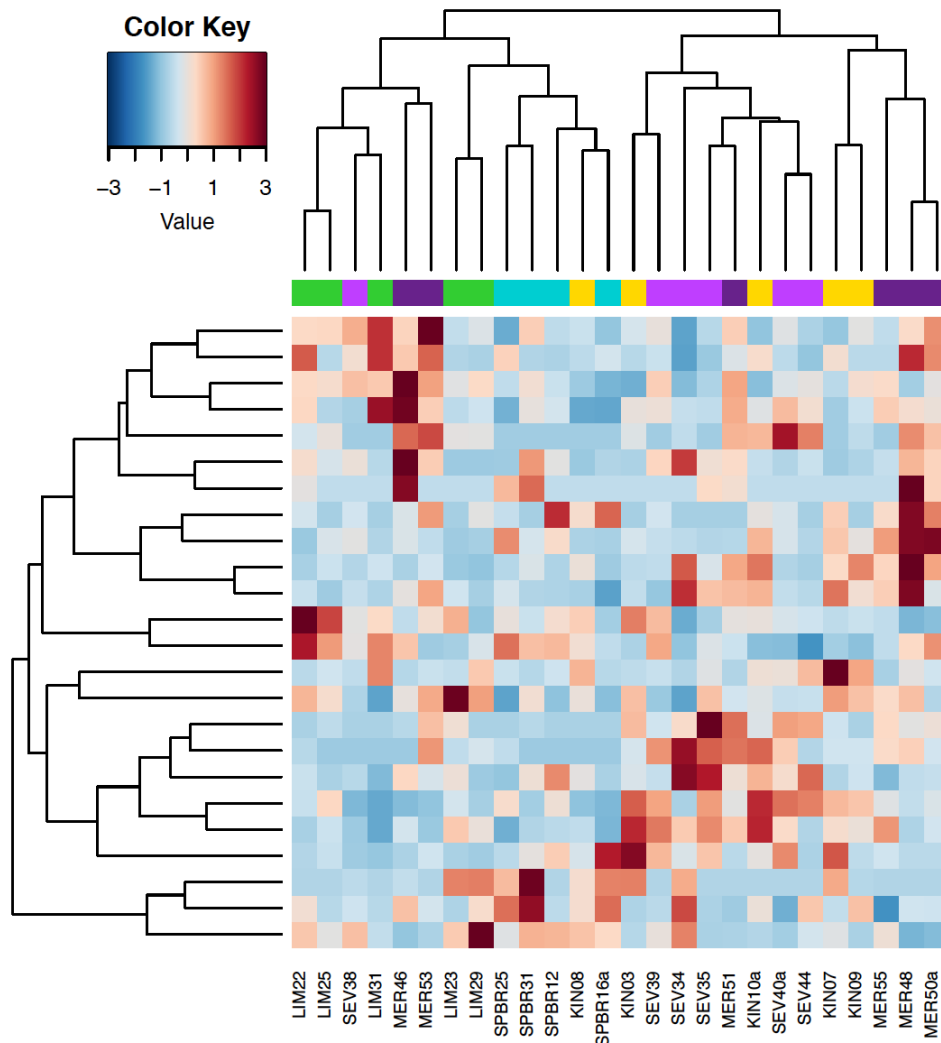 Color Key
−3 −1 1 3
Value
LIM22
LIM25
SEV38
LIM31
MER46
MER53
LIM23
LIM29
SPBR25
SPBR31
SPBR12
KIN08
SPBR16a
KIN03
SEV39
SEV34
SEV35
MER51
KIN10a
SEV40a
SEV44
KIN07
KIN09
MER55
MER48
MER50a